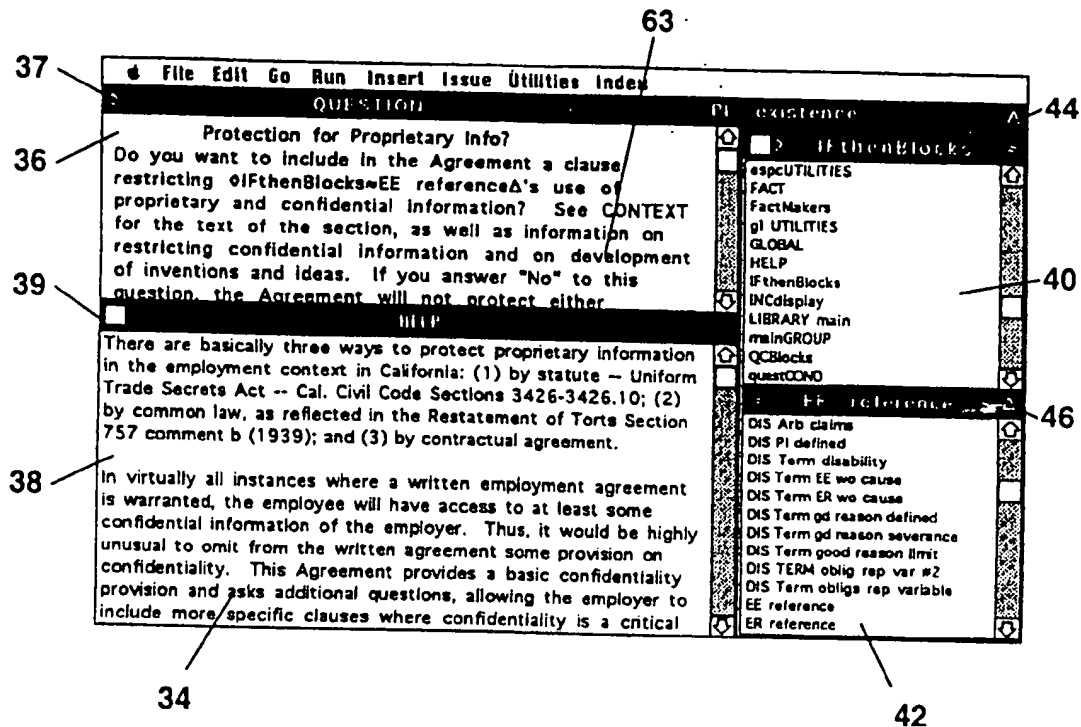 63
37
File Edit Go Run Insert Issue Utilities Index
QUESTION
PI existence
44
36
Protection for Proprietary Info?
Do you want to include in the Agreement a clause
restricting ◊IFthenBlocks≈EE reference∆'s use of
proprietary and confidential information? See CONTEXT
for the text of the section, as well as information on
restricting confidential information and on development
of inventions and ideas. If you answer "No" to this
question, the Agreement will not protect either
IFthenBlocks
espcUTILITIES
FACT
FactMakers
gl UTILITIES
GLOBAL
HELP
IFthenBlocks
INCdisplay
LIBRARY main
mainGROUP
QCBlocks
questCOND
40
39
HELP
There are basically three ways to protect proprietary information
in the employment context in California: (1) by statute -- Uniform
Trade Secrets Act -- Cal. Civil Code Sections 3426-3426.10; (2)
by common law, as reflected in the Restatement of Torts Section
757 comment b (1939); and (3) by contractual agreement.
38
In virtually all instances where a written employment agreement
is warranted, the employee will have access to at least some
confidential information of the employer. Thus, it would be highly
unusual to omit from the written agreement some provision on
confidentiality. This Agreement provides a basic confidentiality
provision and asks additional questions, allowing the employer to
include more specific clauses where confidentiality is a critical
EE reference
46
DIS Arb claims
DIS PI defined
DIS Term disability
DIS Term EE wo cause
DIS Term ER wo cause
DIS Term gd reason defined
DIS Term gd reason severance
DIS Term good reason limit
DIS TERM oblig rep var #2
DIS Term obligs rep variable
EE reference
ER reference
34
42